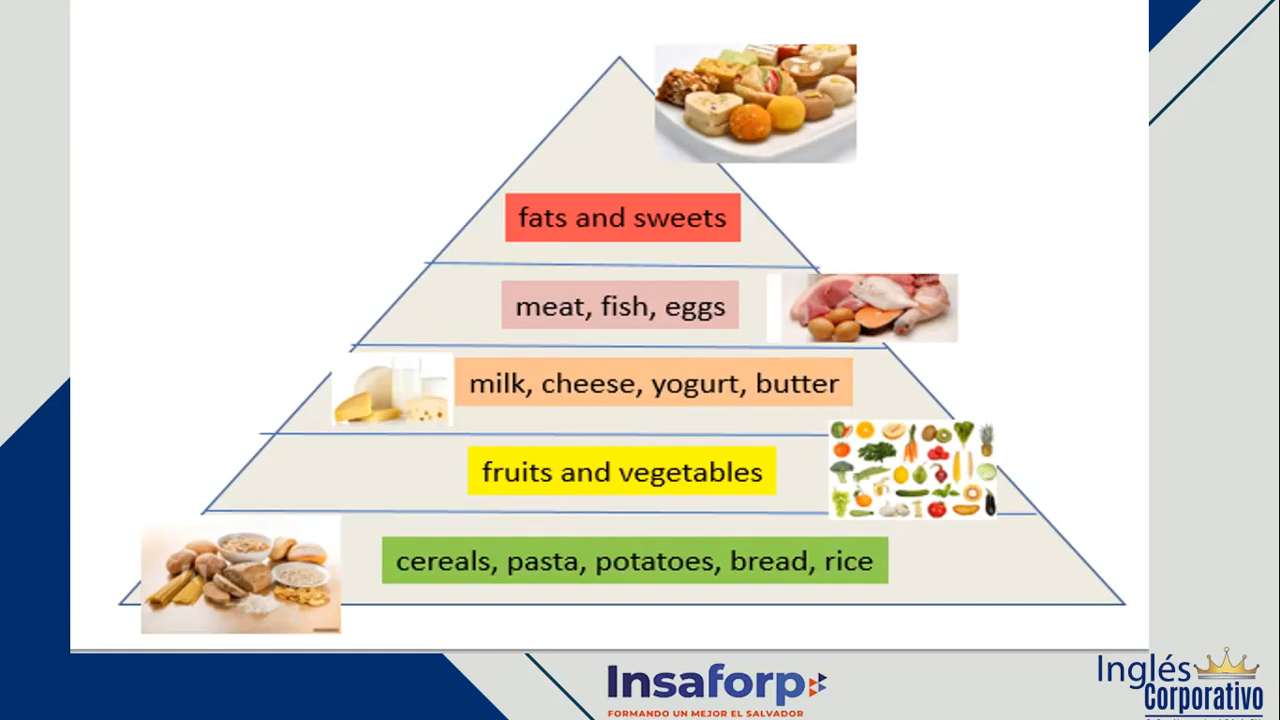 fats and sweets
meat, fish, eggs
milk, cheese, yogurt, butter
fruits and vegetables
cereals, pasta, potatoes, bread, rice
Insaforp
FORMANDO UN MEJOR EL SALVADOR
Inglés
Corporativo